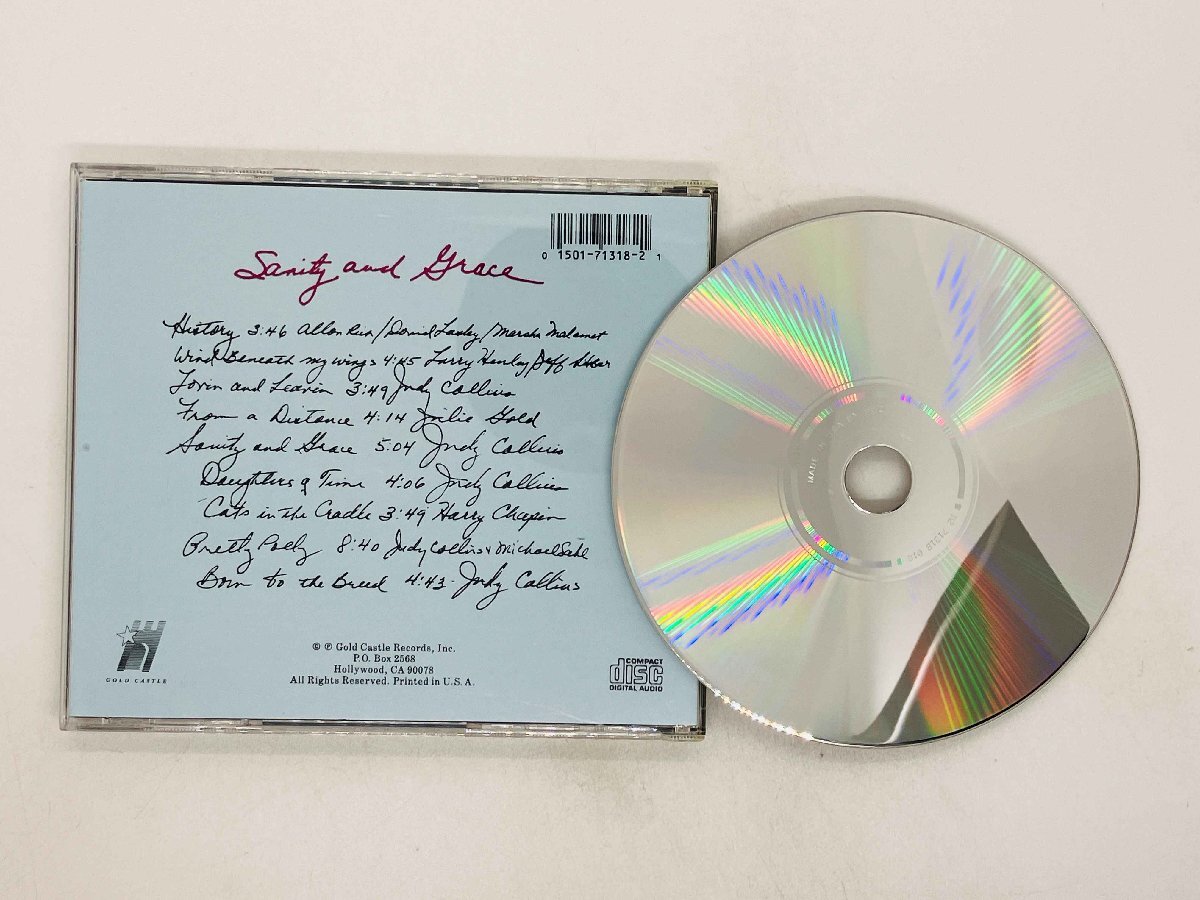 0 1501-71318-2 1
Sanity and Grace
History 3:46 Allan Rich/David Lasley/Marsha Malamet
Wind Beneath my wings 4:45 Larry Henley/Jeff Silbar
Lovin and Leavin 3:49 Judy Collins
From a Distance 4:14 Julie Gold
Sanity and Grace 5:04 Judy Collins
Daughters of Time 4:06 Judy Collins
Cats in the Cradle 3:49 Harry Chapin
Pretty Polly 8:40 Judy Collins & Michael Sahl
Born to the Breed 4:43 Judy Collins
GOLD CASTLE
© ℗ Gold Castle Records, Inc.
P.O. Box 2568
Hollywood, CA 90078
All Rights Reserved. Printed in U.S.A.
COMPACT
disc
DIGITAL AUDIO
MADE